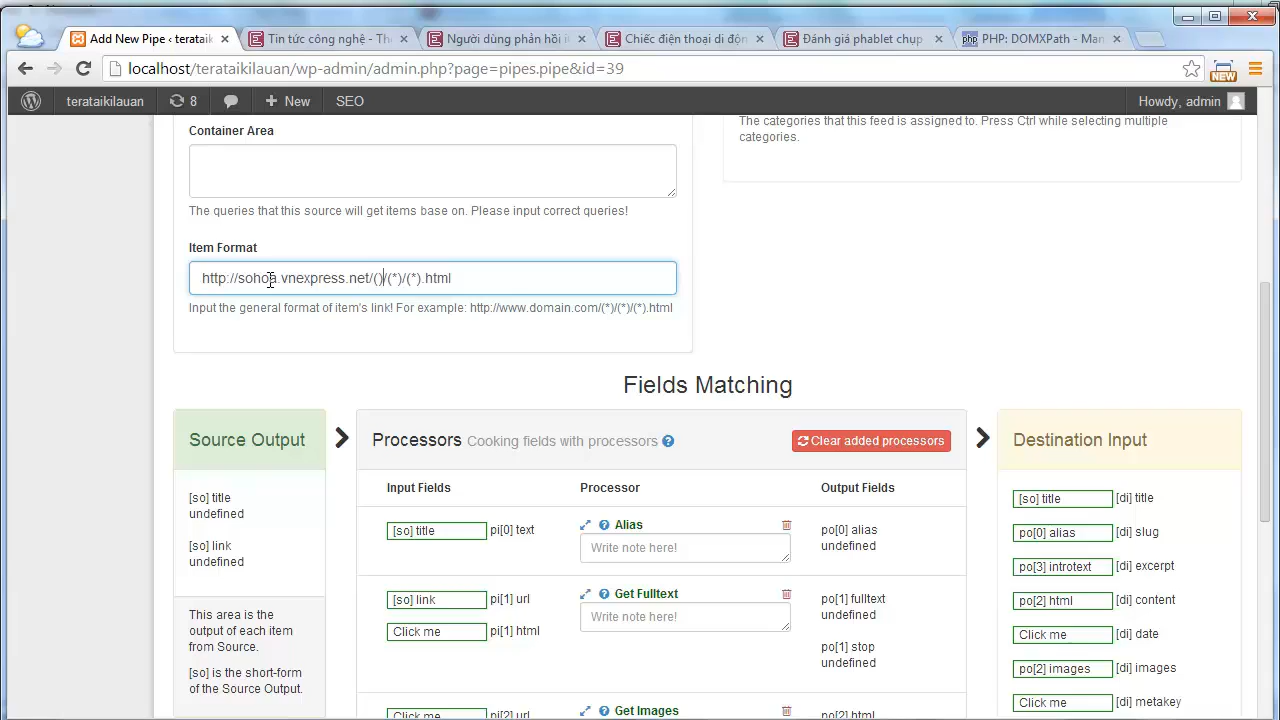 Add New Pipe ‹ terataik
Tin tức công nghệ - Th
Người dùng phản hồi n
Chiếc điện thoại di độn
Đánh giá phablet chụp
php PHP: DOMXPath - Man
localhost/terataikilauan/wp-admin/admin.php?page=pipes.pipe&id=39
NEW
terataikilauan 8 New SEO Howdy, admin
Container Area
The categories that this feed is assigned to. Press Ctrl while selecting multiple
categories.
The queries that this source will get items base on. Please input correct queries!
Item Format
http://sohoa.vnexpress.net/()/(*)/(*).html
Input the general format of item's link! For example: http://www.domain.com/(*)/(*)/(*).html
Fields Matching
Source Output
Processors Cooking fields with processors
Clear added processors
Destination Input
[so] title
undefined
[so] link
undefined
This area is the
output of each item
from Source.
[so] is the short-form
of the Source Output.
Input Fields Processor Output Fields
[so] title pi[0] text
Alias
Write note here!
po[0] alias
undefined
[so] link pi[1] url
Click me pi[1] html
Get Fulltext
Write note here!
po[1] fulltext
undefined
po[1] stop
undefined
Click me pi[2] url
Get Images
po[2] html
[so] title [di] title
po[0] alias [di] slug
po[3] introtext [di] excerpt
po[2] html [di] content
Click me [di] date
po[2] images [di] images
Click me [di] metakey